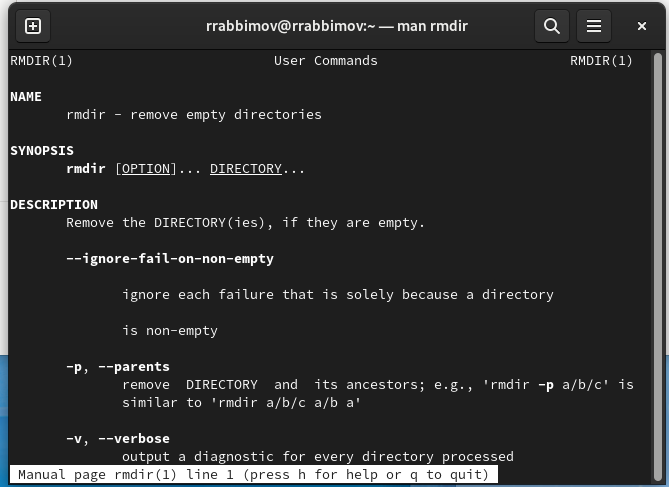 rrabbimov@rrabbimov:~ — man rmdir
RMDIR(1) User Commands RMDIR(1)
NAME
rmdir - remove empty directories
SYNOPSIS
rmdir [OPTION]... DIRECTORY...
DESCRIPTION
Remove the DIRECTORY(ies), if they are empty.
--ignore-fail-on-non-empty
ignore each failure that is solely because a directory
is non-empty
-p, --parents
remove DIRECTORY and its ancestors; e.g., 'rmdir -p a/b/c' is
similar to 'rmdir a/b/c a/b a'
-v, --verbose
output a diagnostic for every directory processed
Manual page rmdir(1) line 1 (press h for help or q to quit)